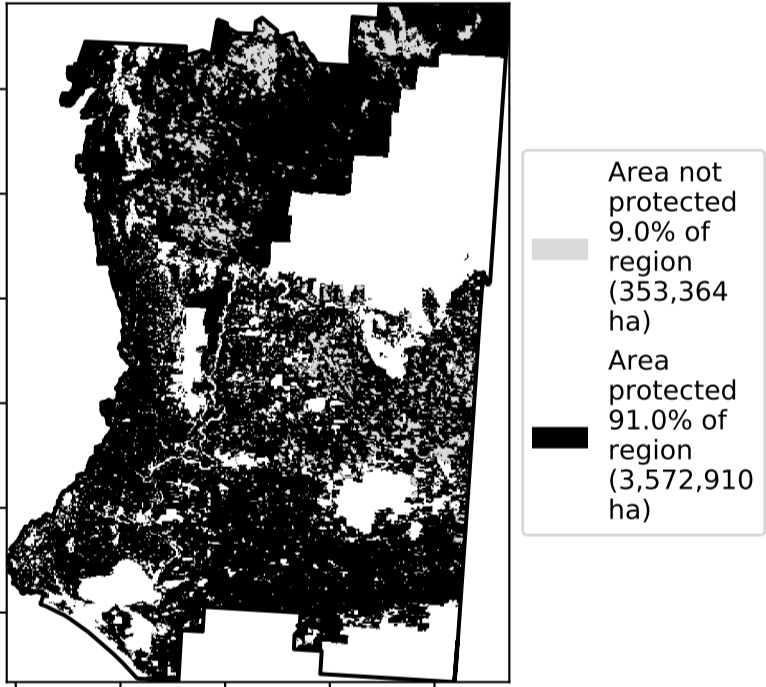 Area not
protected
9.0% of
region
(353,364
ha)
Area
protected
91.0% of
region
(3,572,910
ha)